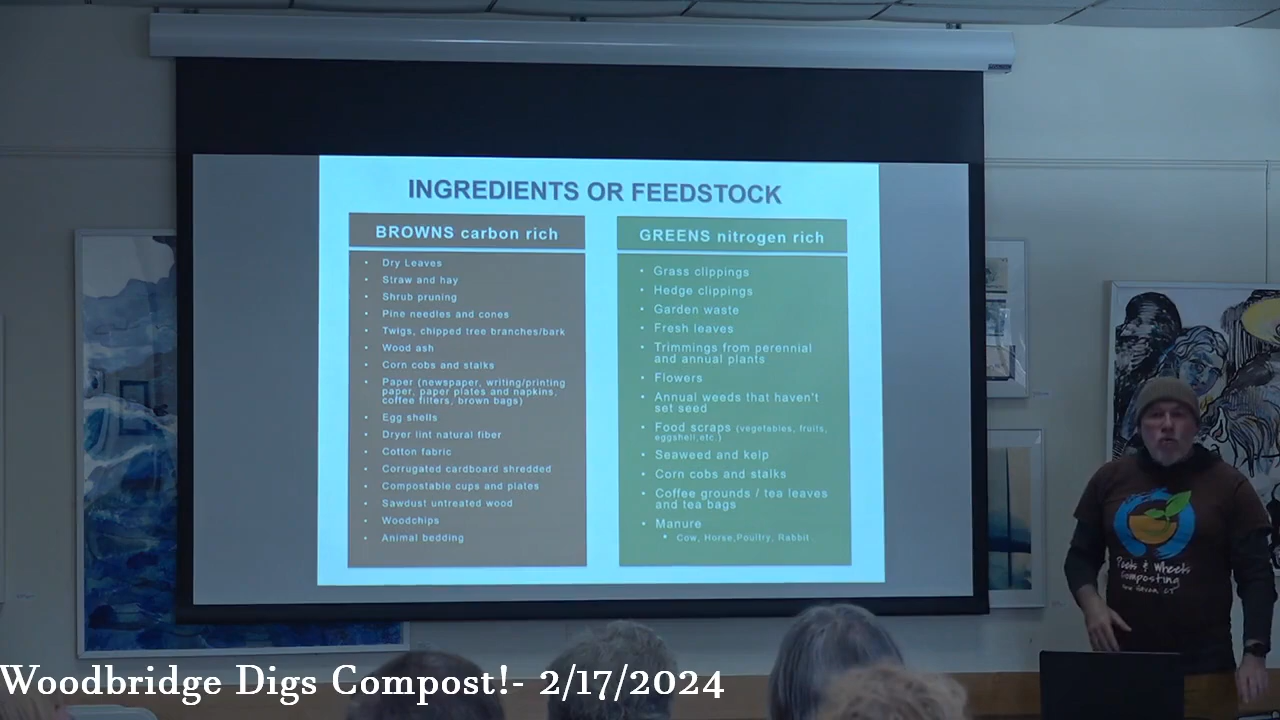 INGREDIENTS OR FEEDSTOCK
BROWNS carbon rich
• Dry Leaves
• Straw and hay
• Shrub pruning
• Pine needles and cones
• Twigs, chipped tree branches/bark
• Wood ash
• Corn cobs and stalks
• Paper (newspaper, writing/printing
paper, paper plates and napkins,
coffee filters, brown bags)
• Egg shells
• Dryer lint natural fiber
• Cotton fabric
• Corrugated cardboard shredded
• Compostable cups and plates
• Sawdust untreated wood
• Woodchips
• Animal bedding
GREENS nitrogen rich
• Grass clippings
• Hedge clippings
• Garden waste
• Fresh leaves
• Trimmings from perennial
and annual plants
• Flowers
• Annual weeds that haven't
set seed
• Food scraps (vegetables, fruits,
eggshell,etc.)
• Seaweed and kelp
• Corn cobs and stalks
• Coffee grounds / tea leaves
and tea bags
• Manure
• Cow, Horse,Poultry, Rabbit
Peels & Wheels
Composting
New Haven, CT
Woodbridge Digs Compost!- 2/17/2024